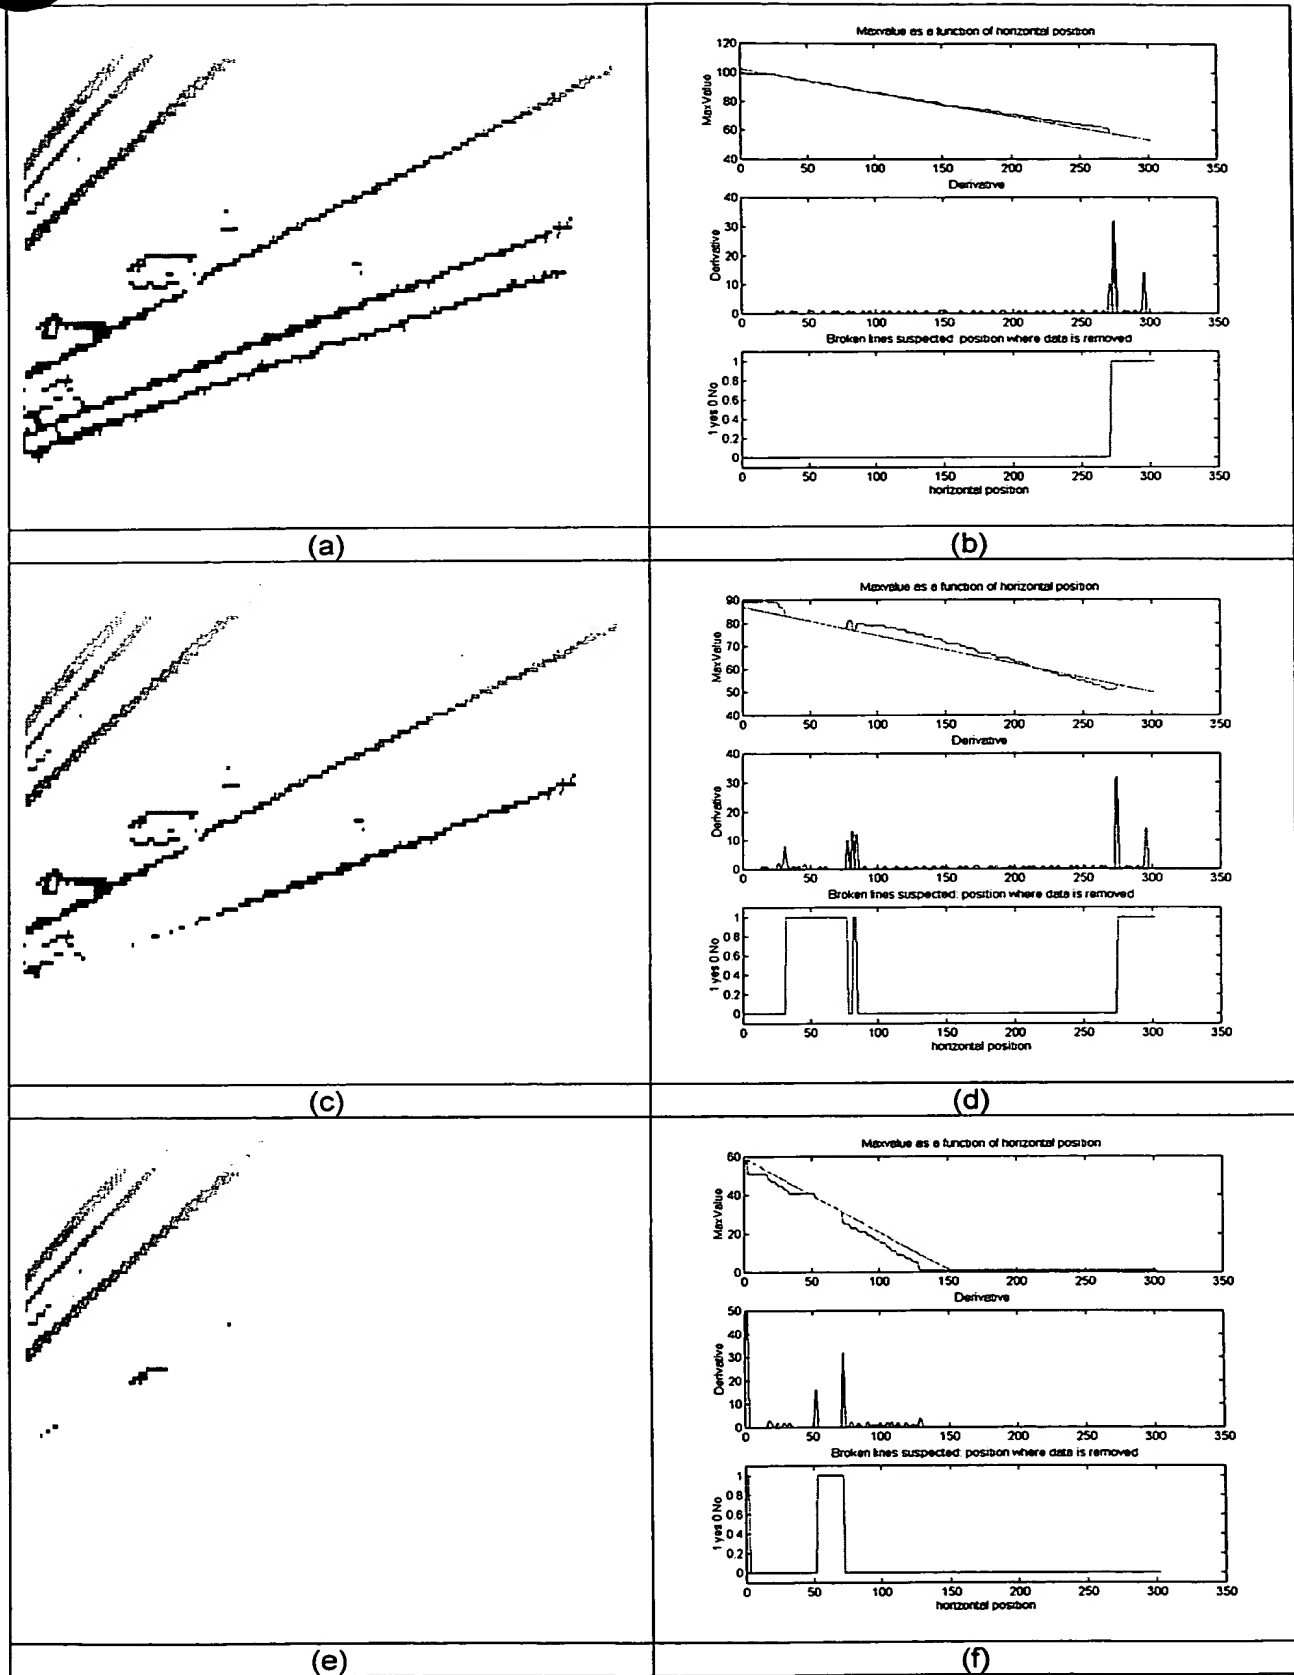 Maxvalue as a function of horizontal position
120
100
80
60
40
MaxValue
0 50 100 150 200 250 300 350
Derivative
40
30
20
10
0
Derivative
0 50 100 150 200 250 300 350
Broken lines suspected: position where data is removed
1
0.8
0.6
0.4
0.2
0
1 yes 0 No
0 50 100 150 200 250 300 350
horizontal position
(a)
(b)
Maxvalue as a function of horizontal position
90
80
70
60
50
40
MaxValue
0 50 100 150 200 250 300 350
Derivative
40
30
20
10
0
Derivative
0 50 100 150 200 250 300 350
Broken lines suspected: position where data is removed
1
0.8
0.6
0.4
0.2
0
1 yes 0 No
0 50 100 150 200 250 300 350
horizontal position
(c)
(d)
Maxvalue as a function of horizontal position
60
40
20
0
MaxValue
0 50 100 150 200 250 300 350
Derivative
50
40
30
20
10
0
Derivative
0 50 100 150 200 250 300 350
Broken lines suspected: position where data is removed
1
0.8
0.6
0.4
0.2
0
1 yes 0 No
0 50 100 150 200 250 300 350
horizontal position
(e)
(f)